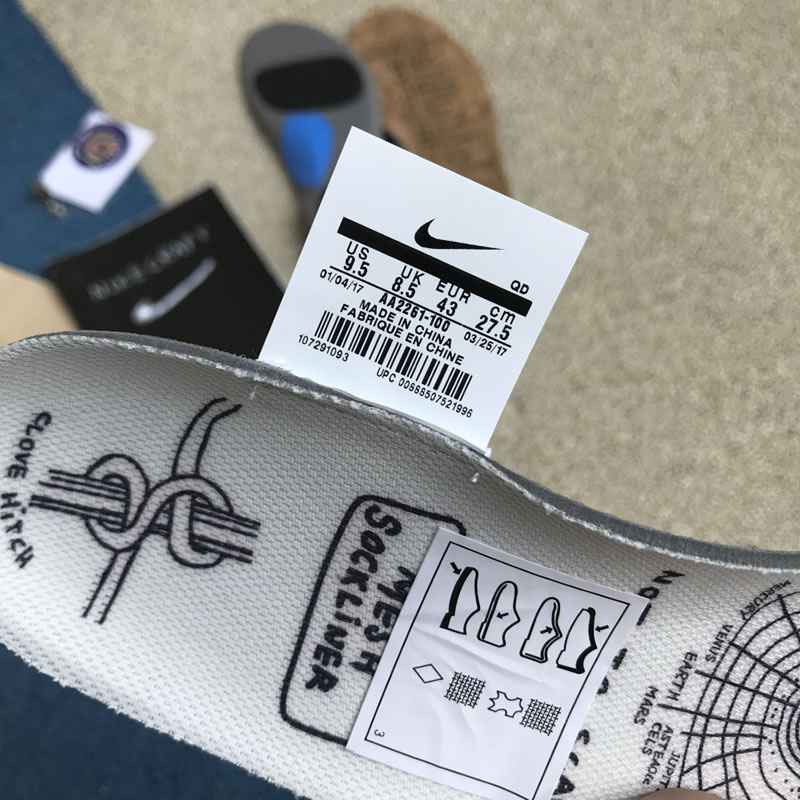 QD
US UK EUR cm
9.5 8.5 43 27.5
01/04/17 AA2261-100 03/25/17
MADE IN CHINA
FABRIQUE EN CHINE
107291093
UPC 00888507521996
CLOVE HITCH
MESH
SOCKLINER
3
MERCURY
VENUS
EARTH
MARS